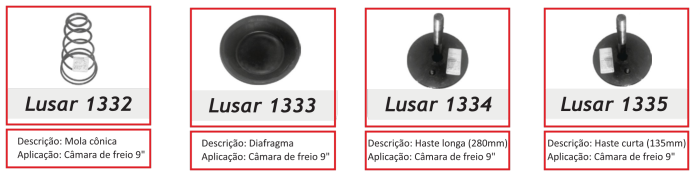 Lusar 1332
Descrição: Mola cônica
Aplicação: Câmara de freio 9"
Lusar 1333
Descrição: Diafragma
Aplicação: Câmara de freio 9"
Lusar 1334
Descrição: Haste longa (280mm)
Aplicação: Câmara de freio 9"
Lusar 1335
Descrição: Haste curta (135mm)
Aplicação: Câmara de freio 9"